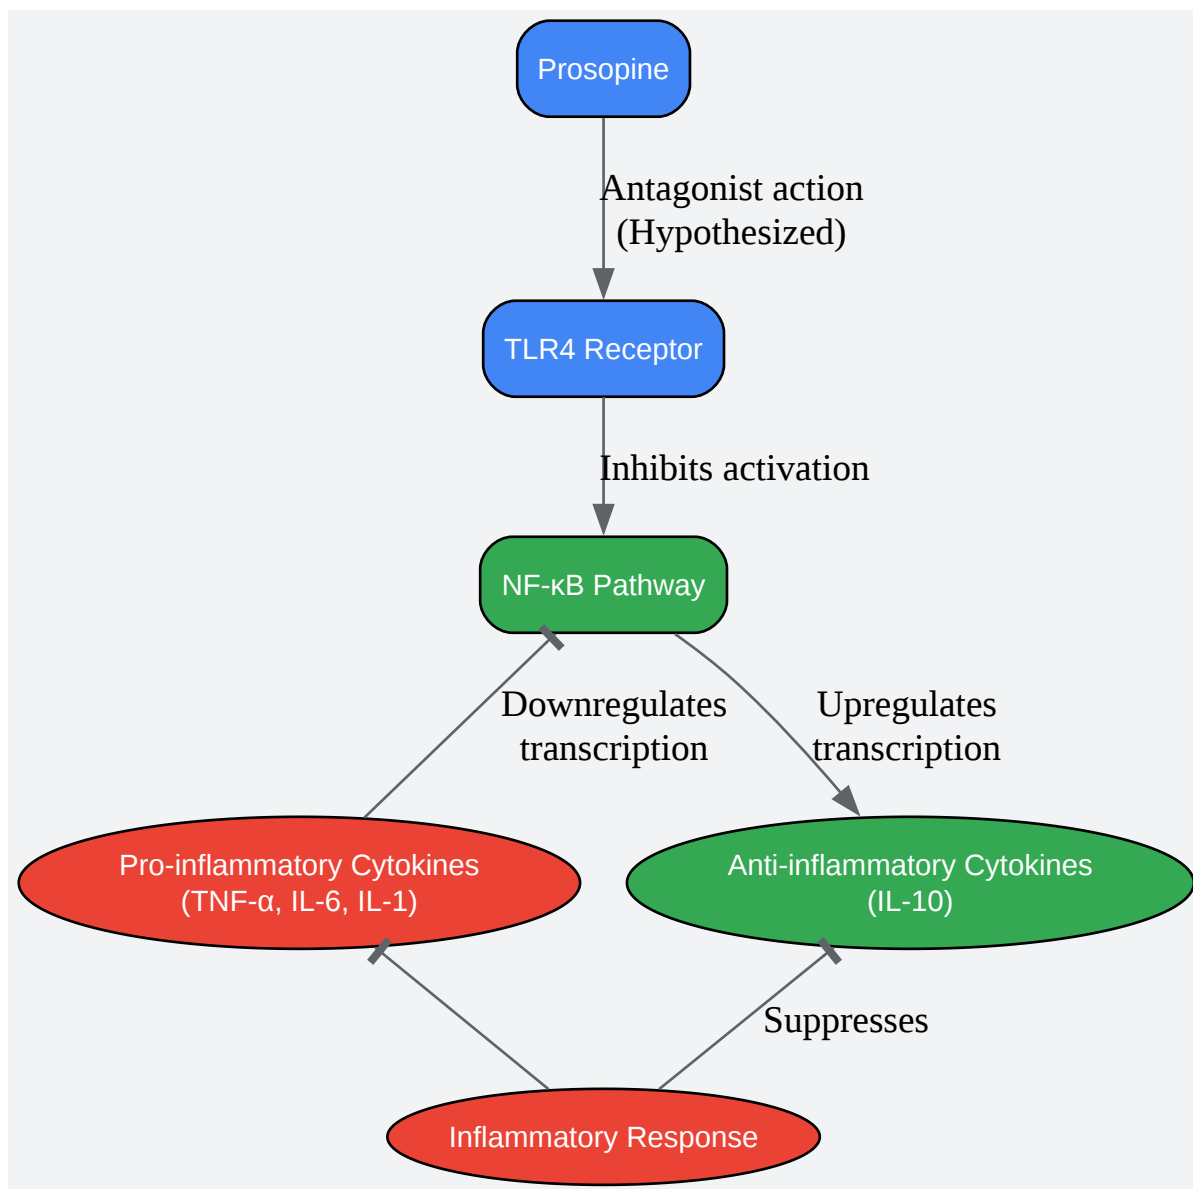 Prosopine
Antagonist action
(Hypothesized)
TLR4 Receptor
Inhibits activation
NF-κB Pathway
Downregulates
transcription
Upregulates
transcription
Pro-inflammatory Cytokines
(TNF-α, IL-6, IL-1)
Anti-inflammatory Cytokines
(IL-10)
Suppresses
Inflammatory Response